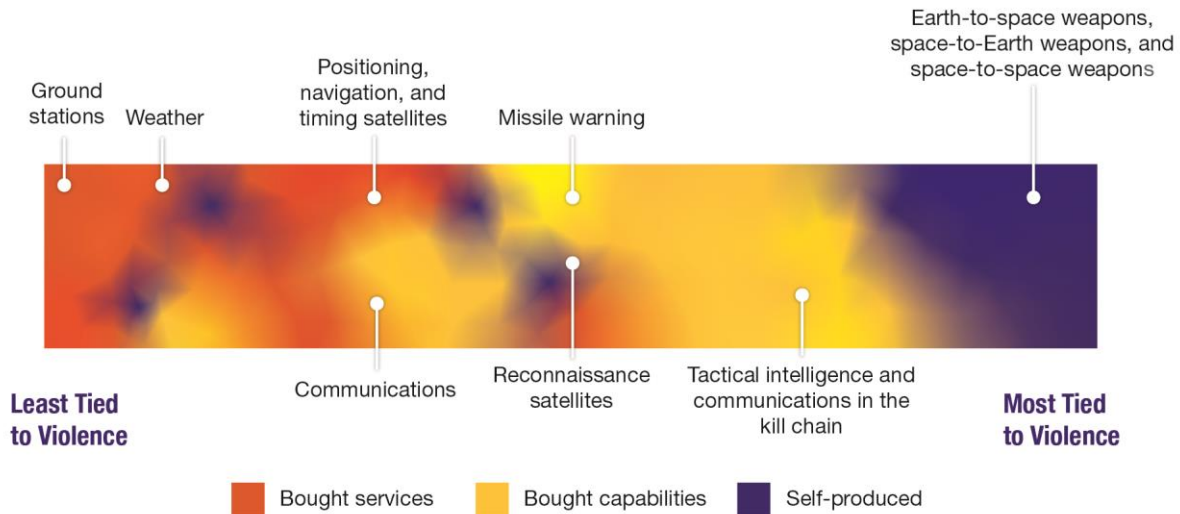 Earth-to-space weapons,
space-to-Earth weapons, and
space-to-space weapons
Positioning,
navigation, and
timing satellites
Ground
stations
Weather
Missile warning
Communications
Reconnaissance
satellites
Tactical intelligence and
communications in the
kill chain
Least Tied
to Violence
Most Tied
to Violence
Bought services
Bought capabilities
Self-produced